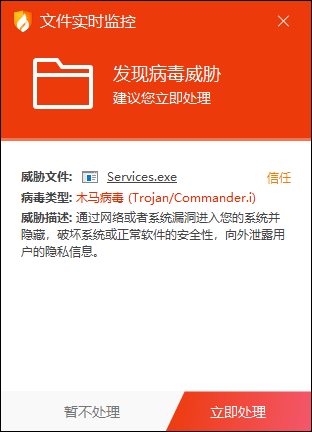 文件实时监控
发现病毒威胁
建议您立即处理
威胁文件: Services.exe 信任
病毒类型: 木马病毒 (Trojan/Commander.i)
威胁描述: 通过网络或者系统漏洞进入您的系统并
隐藏，破坏系统或正常软件的安全性，向外泄露用
户的隐私信息。
暂不处理 立即处理